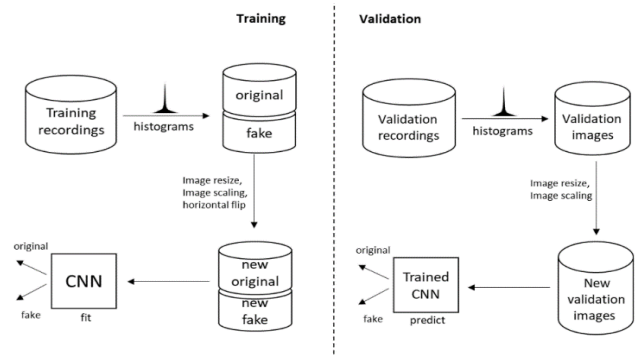 Training
Training
recordings
histograms
original
fake
Image resize,
Image scaling,
horizontal flip
new
original
new
fake
CNN
fit
original
fake
Validation
Validation
recordings
histograms
Validation
images
Image resize,
Image scaling
New
validation
images
Trained
CNN
predict
original
fake